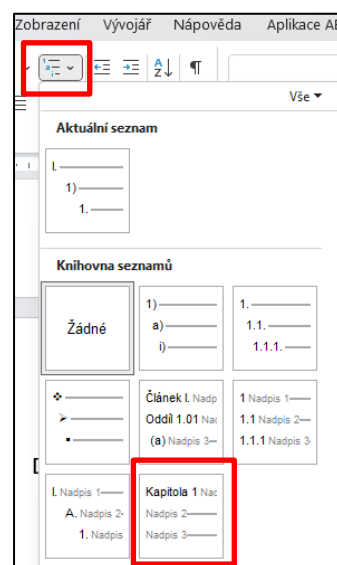 Zobrazení Vývojář Nápověda Aplikace
Vše
Aktuální seznam
I.
1)
1.
Knihovna seznamů
Žádné
1)
a)
i)
1.
1.1.
1.1.1.
Článek I. Nadp
Oddíl 1.01 Nad
(a) Nadpis 3
1 Nadpis 1
1.1 Nadpis 2
1.1.1 Nadpis 3
I. Nadpis 1
A. Nadpis 2
1. Nadpis
Kapitola 1 Nad
Nadpis 2
Nadpis 3